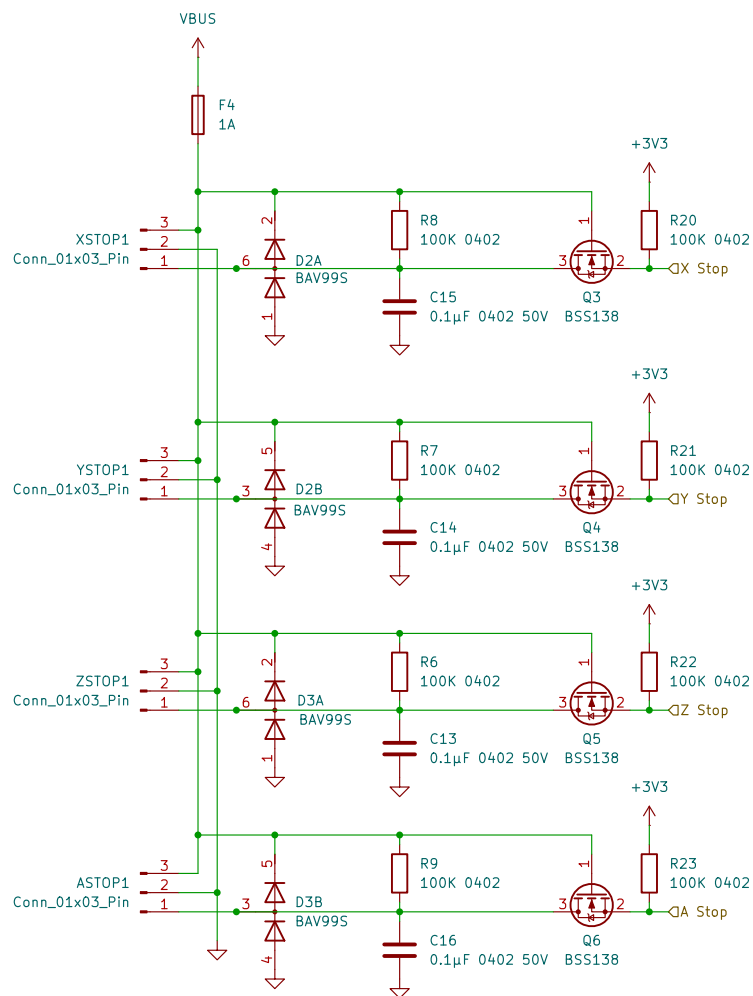 VBUS
F4
1A
+3V3
3
2
1
XSTOP1
Conn_01x03_Pin
6
2
1
D2A
BAV99S
R8
100K 0402
C15
0.1µF 0402 50V
1
3
2
Q3
BSS138
R20
100K 0402
X Stop
+3V3
3
2
1
YSTOP1
Conn_01x03_Pin
3
5
4
D2B
BAV99S
R7
100K 0402
C14
0.1µF 0402 50V
1
3
2
Q4
BSS138
R21
100K 0402
Y Stop
+3V3
3
2
1
ZSTOP1
Conn_01x03_Pin
6
2
1
D3A
BAV99S
R6
100K 0402
C13
0.1µF 0402 50V
1
3
2
Q5
BSS138
R22
100K 0402
Z Stop
+3V3
3
2
1
ASTOP1
Conn_01x03_Pin
3
5
4
D3B
BAV99S
R9
100K 0402
C16
0.1µF 0402 50V
1
3
2
Q6
BSS138
R23
100K 0402
A Stop